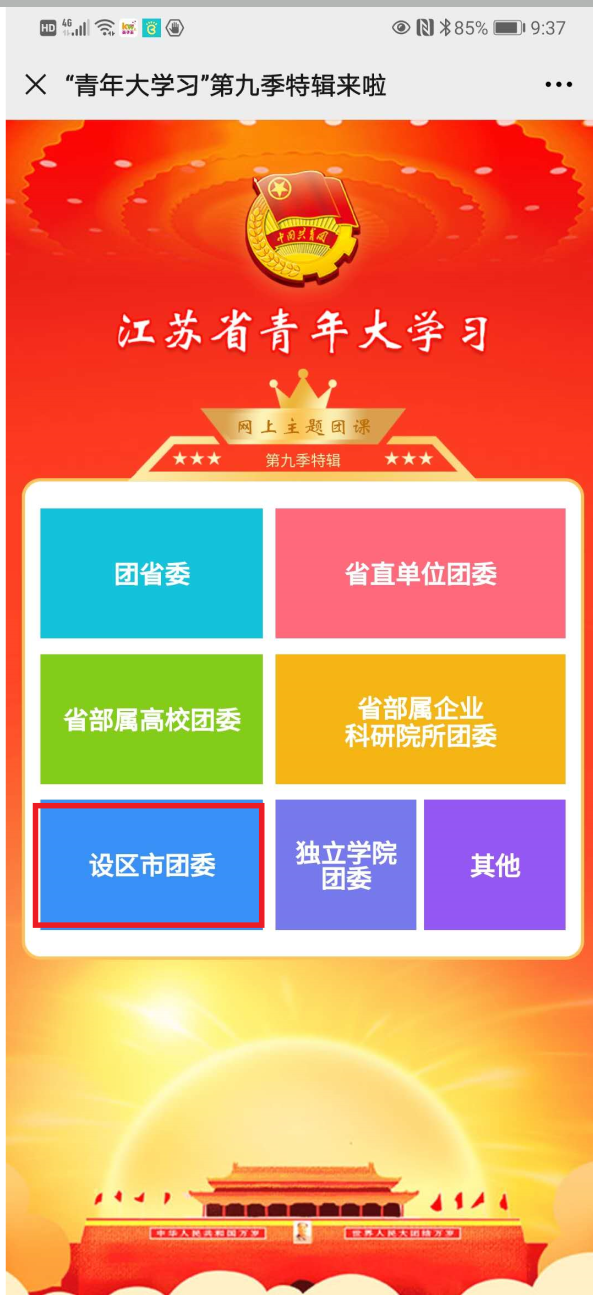 HD 4G 85% 9:37
“青年大学习”第九季特辑来啦
中国共青团
江苏省青年大学习
网上主题团课
第九季特辑
团省委
省直单位团委
省部属高校团委
省部属企业
科研院所团委
设区市团委
独立学院
团委
其他
中华人民共和国万岁
世界人民大团结万岁